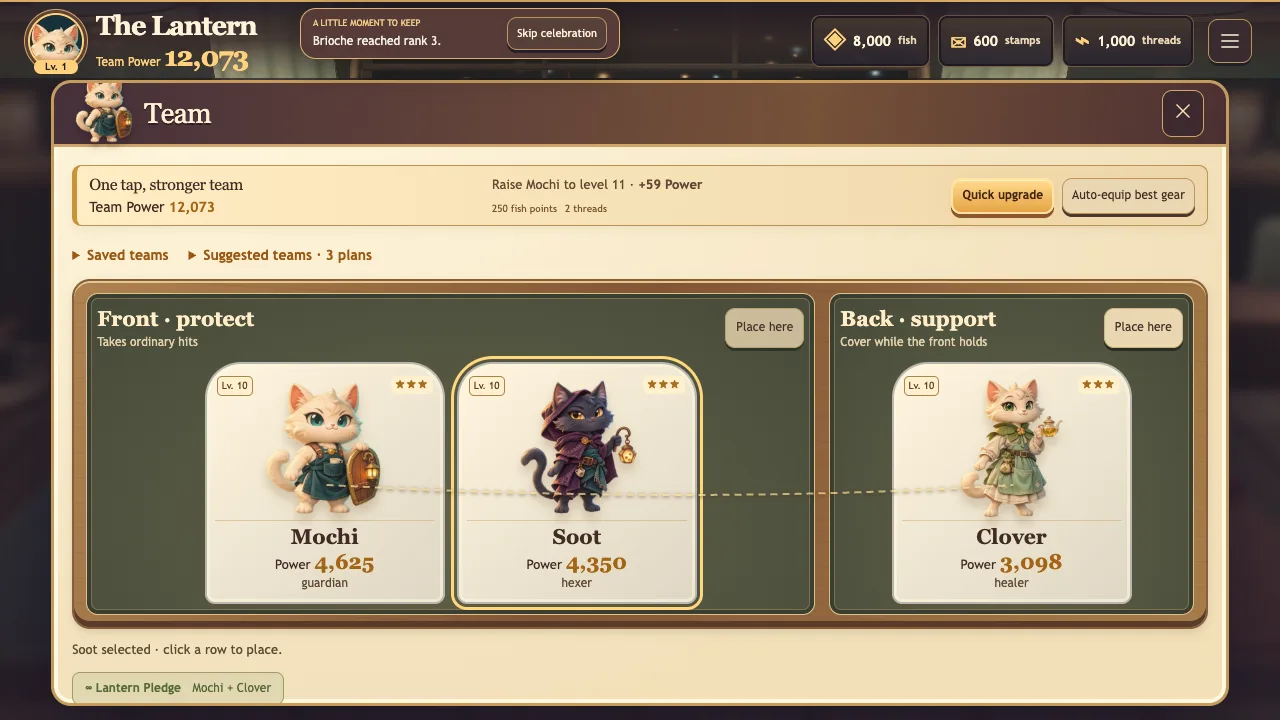 The Lantern
Team Power 12,073
Lv. 1
A LITTLE MOMENT TO KEEP
Brioche reached rank 3.
Skip celebration
8,000 fish
600 stamps
1,000 threads
Team
One tap, stronger team
Team Power 12,073
Raise Mochi to level 11 · +59 Power
250 fish points 2 threads
Quick upgrade
Auto-equip best gear
Saved teams
Suggested teams · 3 plans
Front · protect
Takes ordinary hits
Place here
Lv. 10
Mochi
Power 4,625
guardian
Lv. 10
Soot
Power 4,350
hexer
Back · support
Cover while the front holds
Place here
Lv. 10
Clover
Power 3,098
healer
Soot selected · click a row to place.
Lantern Pledge Mochi + Clover